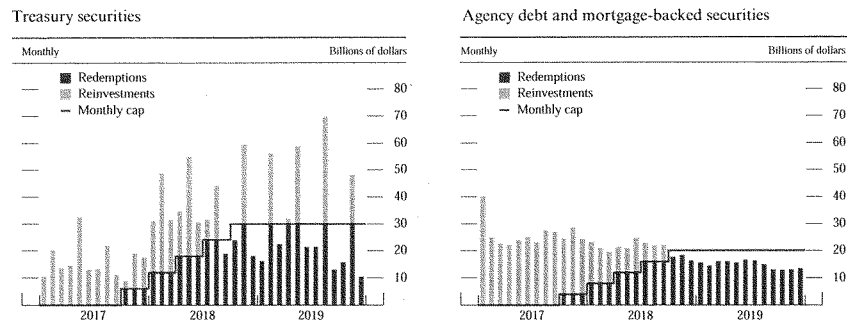 Treasury securities
Monthly Billions of dollars
Redemptions
Reinvestments
Monthly cap
80
70
60
50
40
30
20
10
2017 2018 2019
Agency debt and mortgage-backed securities
Monthly Billions of dollars
Redemptions
Reinvestments
Monthly cap
80
70
60
50
40
30
20
10
2017 2018 2019